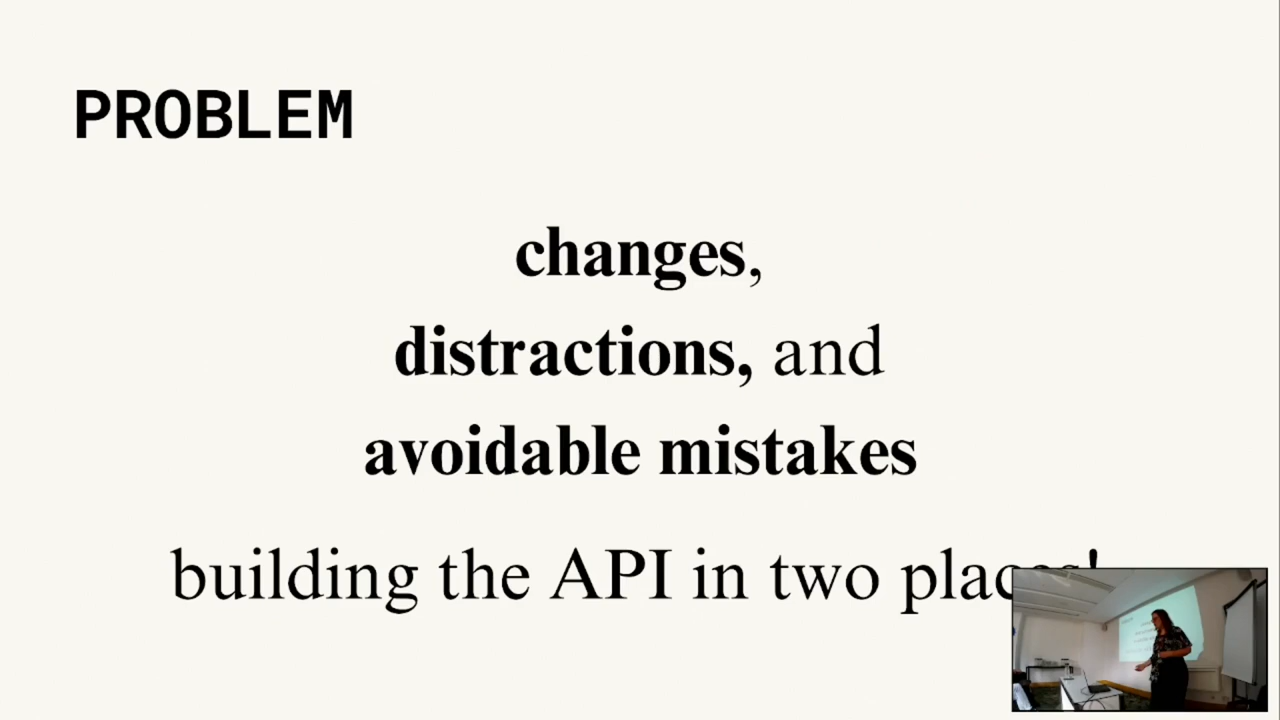 PROBLEM
changes,
distractions, and
avoidable mistakes
building the API in two places!